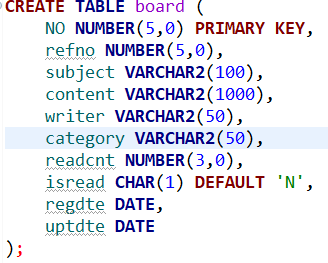 CREATE TABLE board (
NO NUMBER(5,0) PRIMARY KEY,
refno NUMBER(5,0),
subject VARCHAR2(100),
content VARCHAR2(1000),
writer VARCHAR2(50),
category VARCHAR2(50),
readcnt NUMBER(3,0),
isread CHAR(1) DEFAULT 'N',
regdte DATE,
uptdte DATE
);